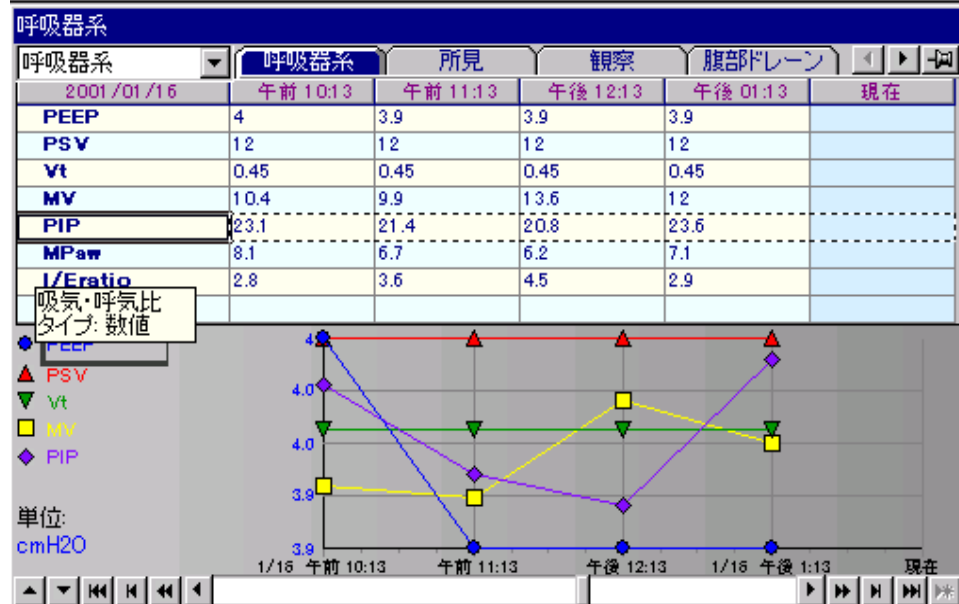 呼吸器系
呼吸器系 呼吸器系 所見 観察 腹部ドレーン
2001/01/16 午前 10:13 午前 11:13 午後 12:13 午後 01:13 現在
PEEP 4 3.9 3.9 3.9
PSV 12 12 12 12
Vt 0.45 0.45 0.45 0.45
MV 10.4 9.9 13.6 12
PIP 23.1 21.4 20.8 23.6
MPaw 8.1 6.7 6.2 7.1
I/Eratio 2.8 3.6 4.5 2.9
吸気・呼気比
タイプ: 数値
PEEP
PSV
Vt
MV
PIP
単位:
cmH2O
4
4.0
4.0
3.9
3.9
1/16 午前 10:13 午前 11:13 午後 12:13 1/16 午後 1:13 現在